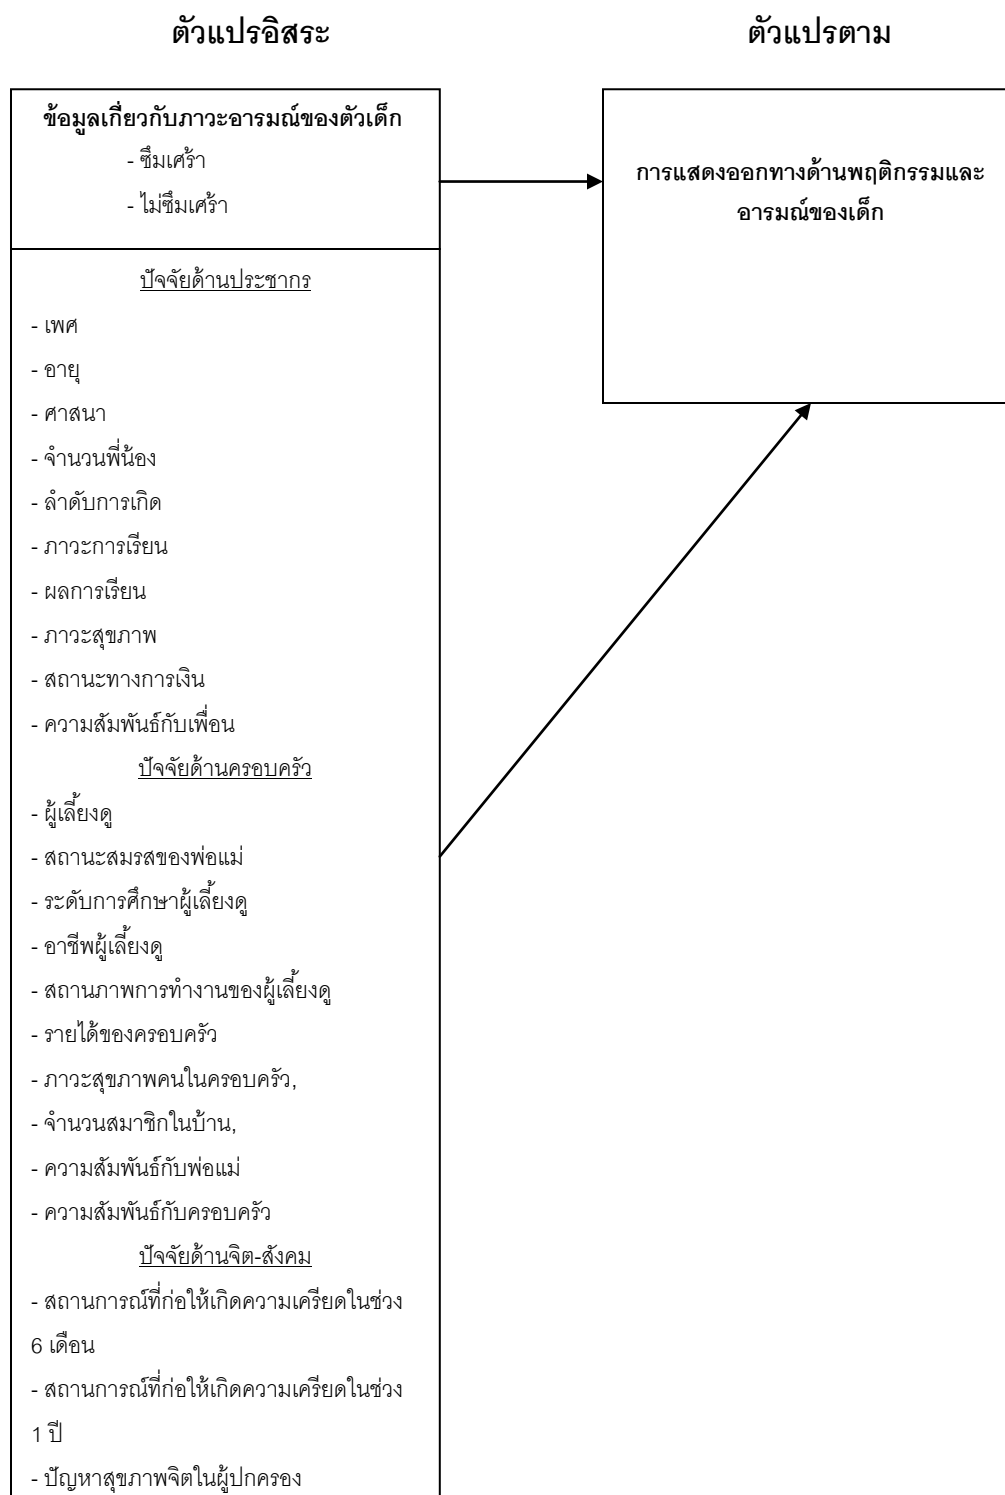 ตัวแปรอิสระ
ตัวแปรตาม
ข้อมูลเกี่ยวกับภาวะอารมณ์ของตัวเด็ก
- ซึมเศร้า
- ไม่ซึมเศร้า
การแสดงออกทางด้านพฤติกรรมและ
อารมณ์ของเด็ก
ปัจจัยด้านประชากร
- เพศ
- อายุ
- ศาสนา
- จำนวนพี่น้อง
- ลำดับการเกิด
- ภาวะการเรียน
- ผลการเรียน
- ภาวะสุขภาพ
- สถานะทางการเงิน
- ความสัมพันธ์กับเพื่อน
ปัจจัยด้านครอบครัว
- ผู้เลี้ยงดู
- สถานะสมรสของพ่อแม่
- ระดับการศึกษาผู้เลี้ยงดู
- อาชีพผู้เลี้ยงดู
- สถานภาพการทำงานของผู้เลี้ยงดู
- รายได้ของครอบครัว
- ภาวะสุขภาพคนในครอบครัว,
- จำนวนสมาชิกในบ้าน,
- ความสัมพันธ์กับพ่อแม่
- ความสัมพันธ์กับครอบครัว
ปัจจัยด้านจิต-สังคม
- สถานการณ์ที่ก่อให้เกิดความเครียดในช่วง
6 เดือน
- สถานการณ์ที่ก่อให้เกิดความเครียดในช่วง
1 ปี
- ปัญหาสุขภาพจิตในผู้ปกครอง